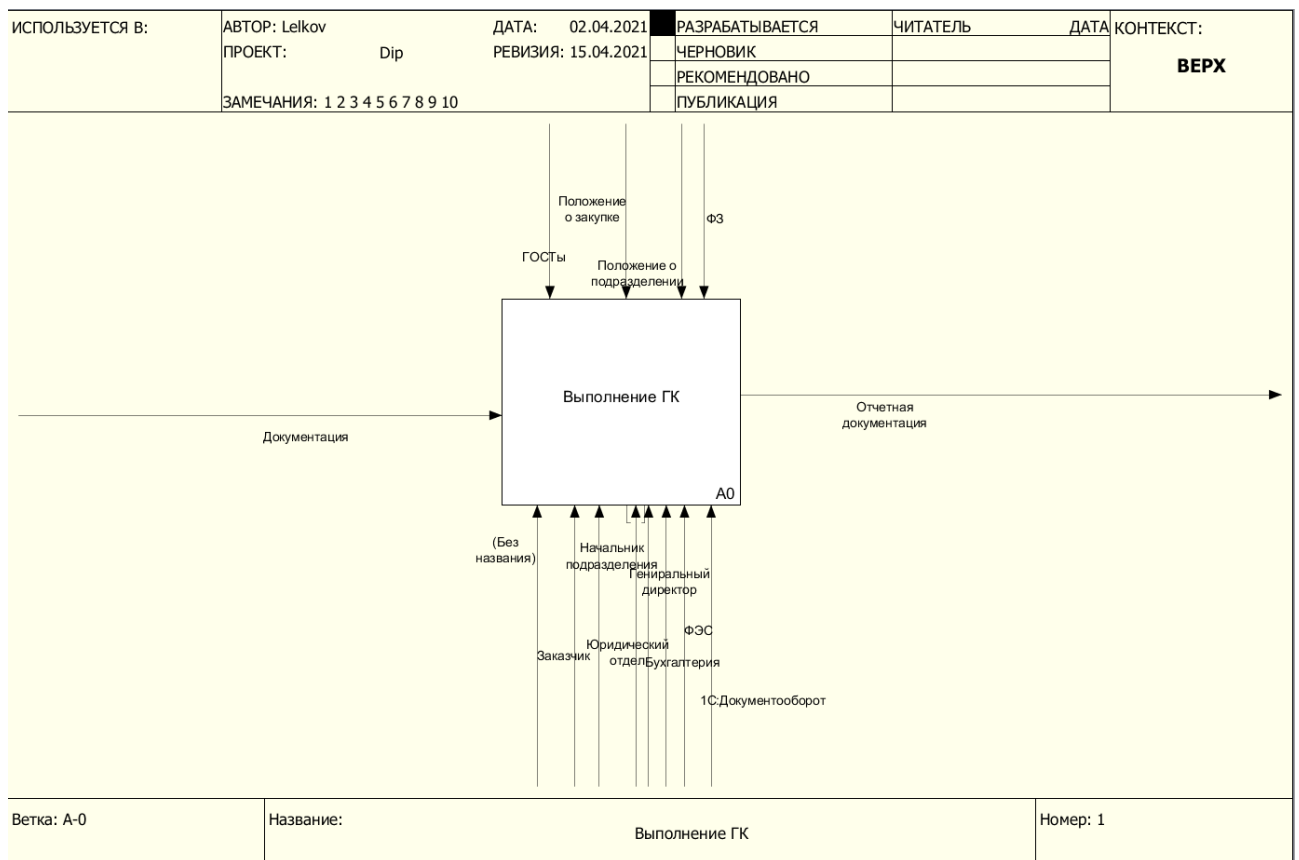 ИСПОЛЬЗУЕТСЯ В:
АВТОР: Lelkov
ДАТА: 02.04.2021
РАЗРАБАТЫВАЕТСЯ
ЧИТАТЕЛЬ
ДАТА
КОНТЕКСТ:
ПРОЕКТ: Dip
РЕВИЗИЯ: 15.04.2021
ЧЕРНОВИК
ВЕРХ
РЕКОМЕНДОВАНО
ЗАМЕЧАНИЯ: 1 2 3 4 5 6 7 8 9 10
ПУБЛИКАЦИЯ
Положение
о закупке
ФЗ
ГОСТы
Положение о
подразделении
Выполнение ГК
Отчетная
документация
Документация
A0
(Без
названия)
Начальник
подразделения
Гениральный
директор
ФЭС
Юридический
отдел
Заказчик
Бухгалтерия
1С:Документооборот
Ветка: A-0
Название:
Выполнение ГК
Номер: 1